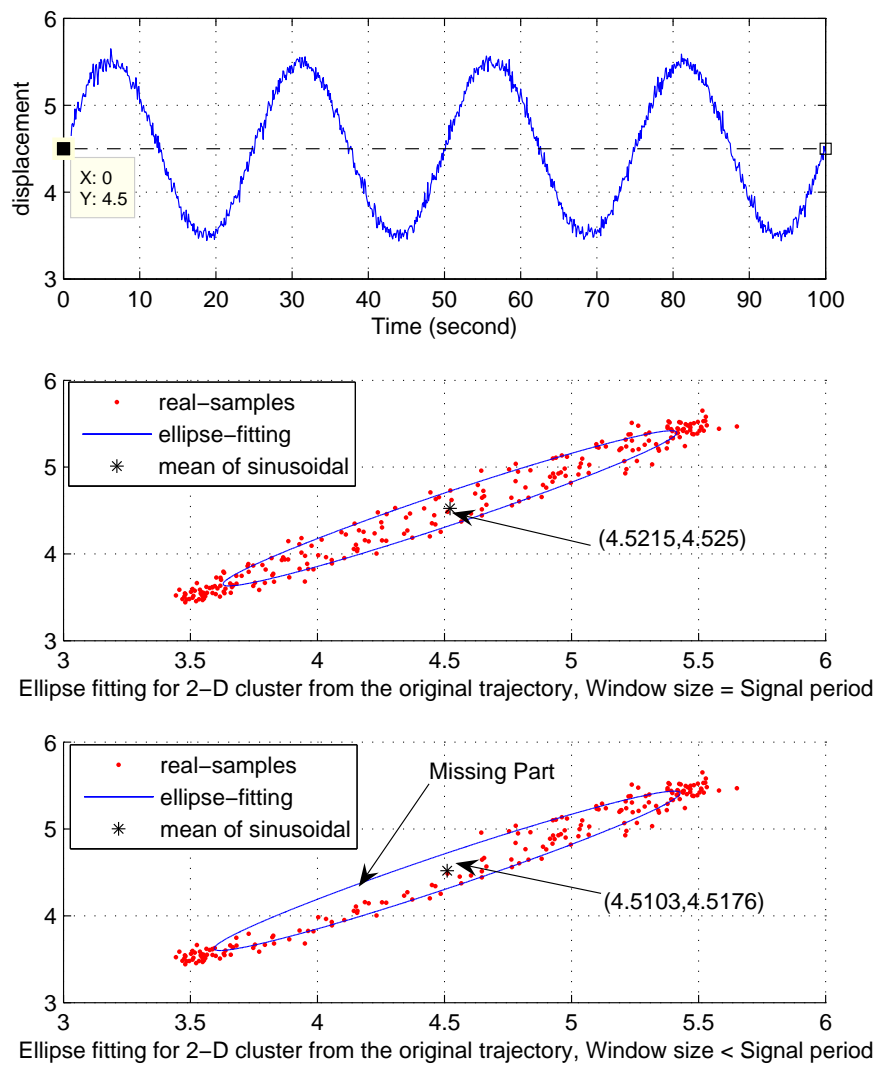 6
5
4
3
displacement
X: 0
Y: 4.5
0 10 20 30 40 50 60 70 80 90 100
Time (second)
6
5
4
3
real−samples
ellipse−fitting
mean of sinusoidal
(4.5215,4.525)
3 3.5 4 4.5 5 5.5 6
Ellipse fitting for 2−D cluster from the original trajectory, Window size = Signal period
6
5
4
3
real−samples
ellipse−fitting
mean of sinusoidal
Missing Part
(4.5103,4.5176)
3 3.5 4 4.5 5 5.5 6
Ellipse fitting for 2−D cluster from the original trajectory, Window size < Signal period